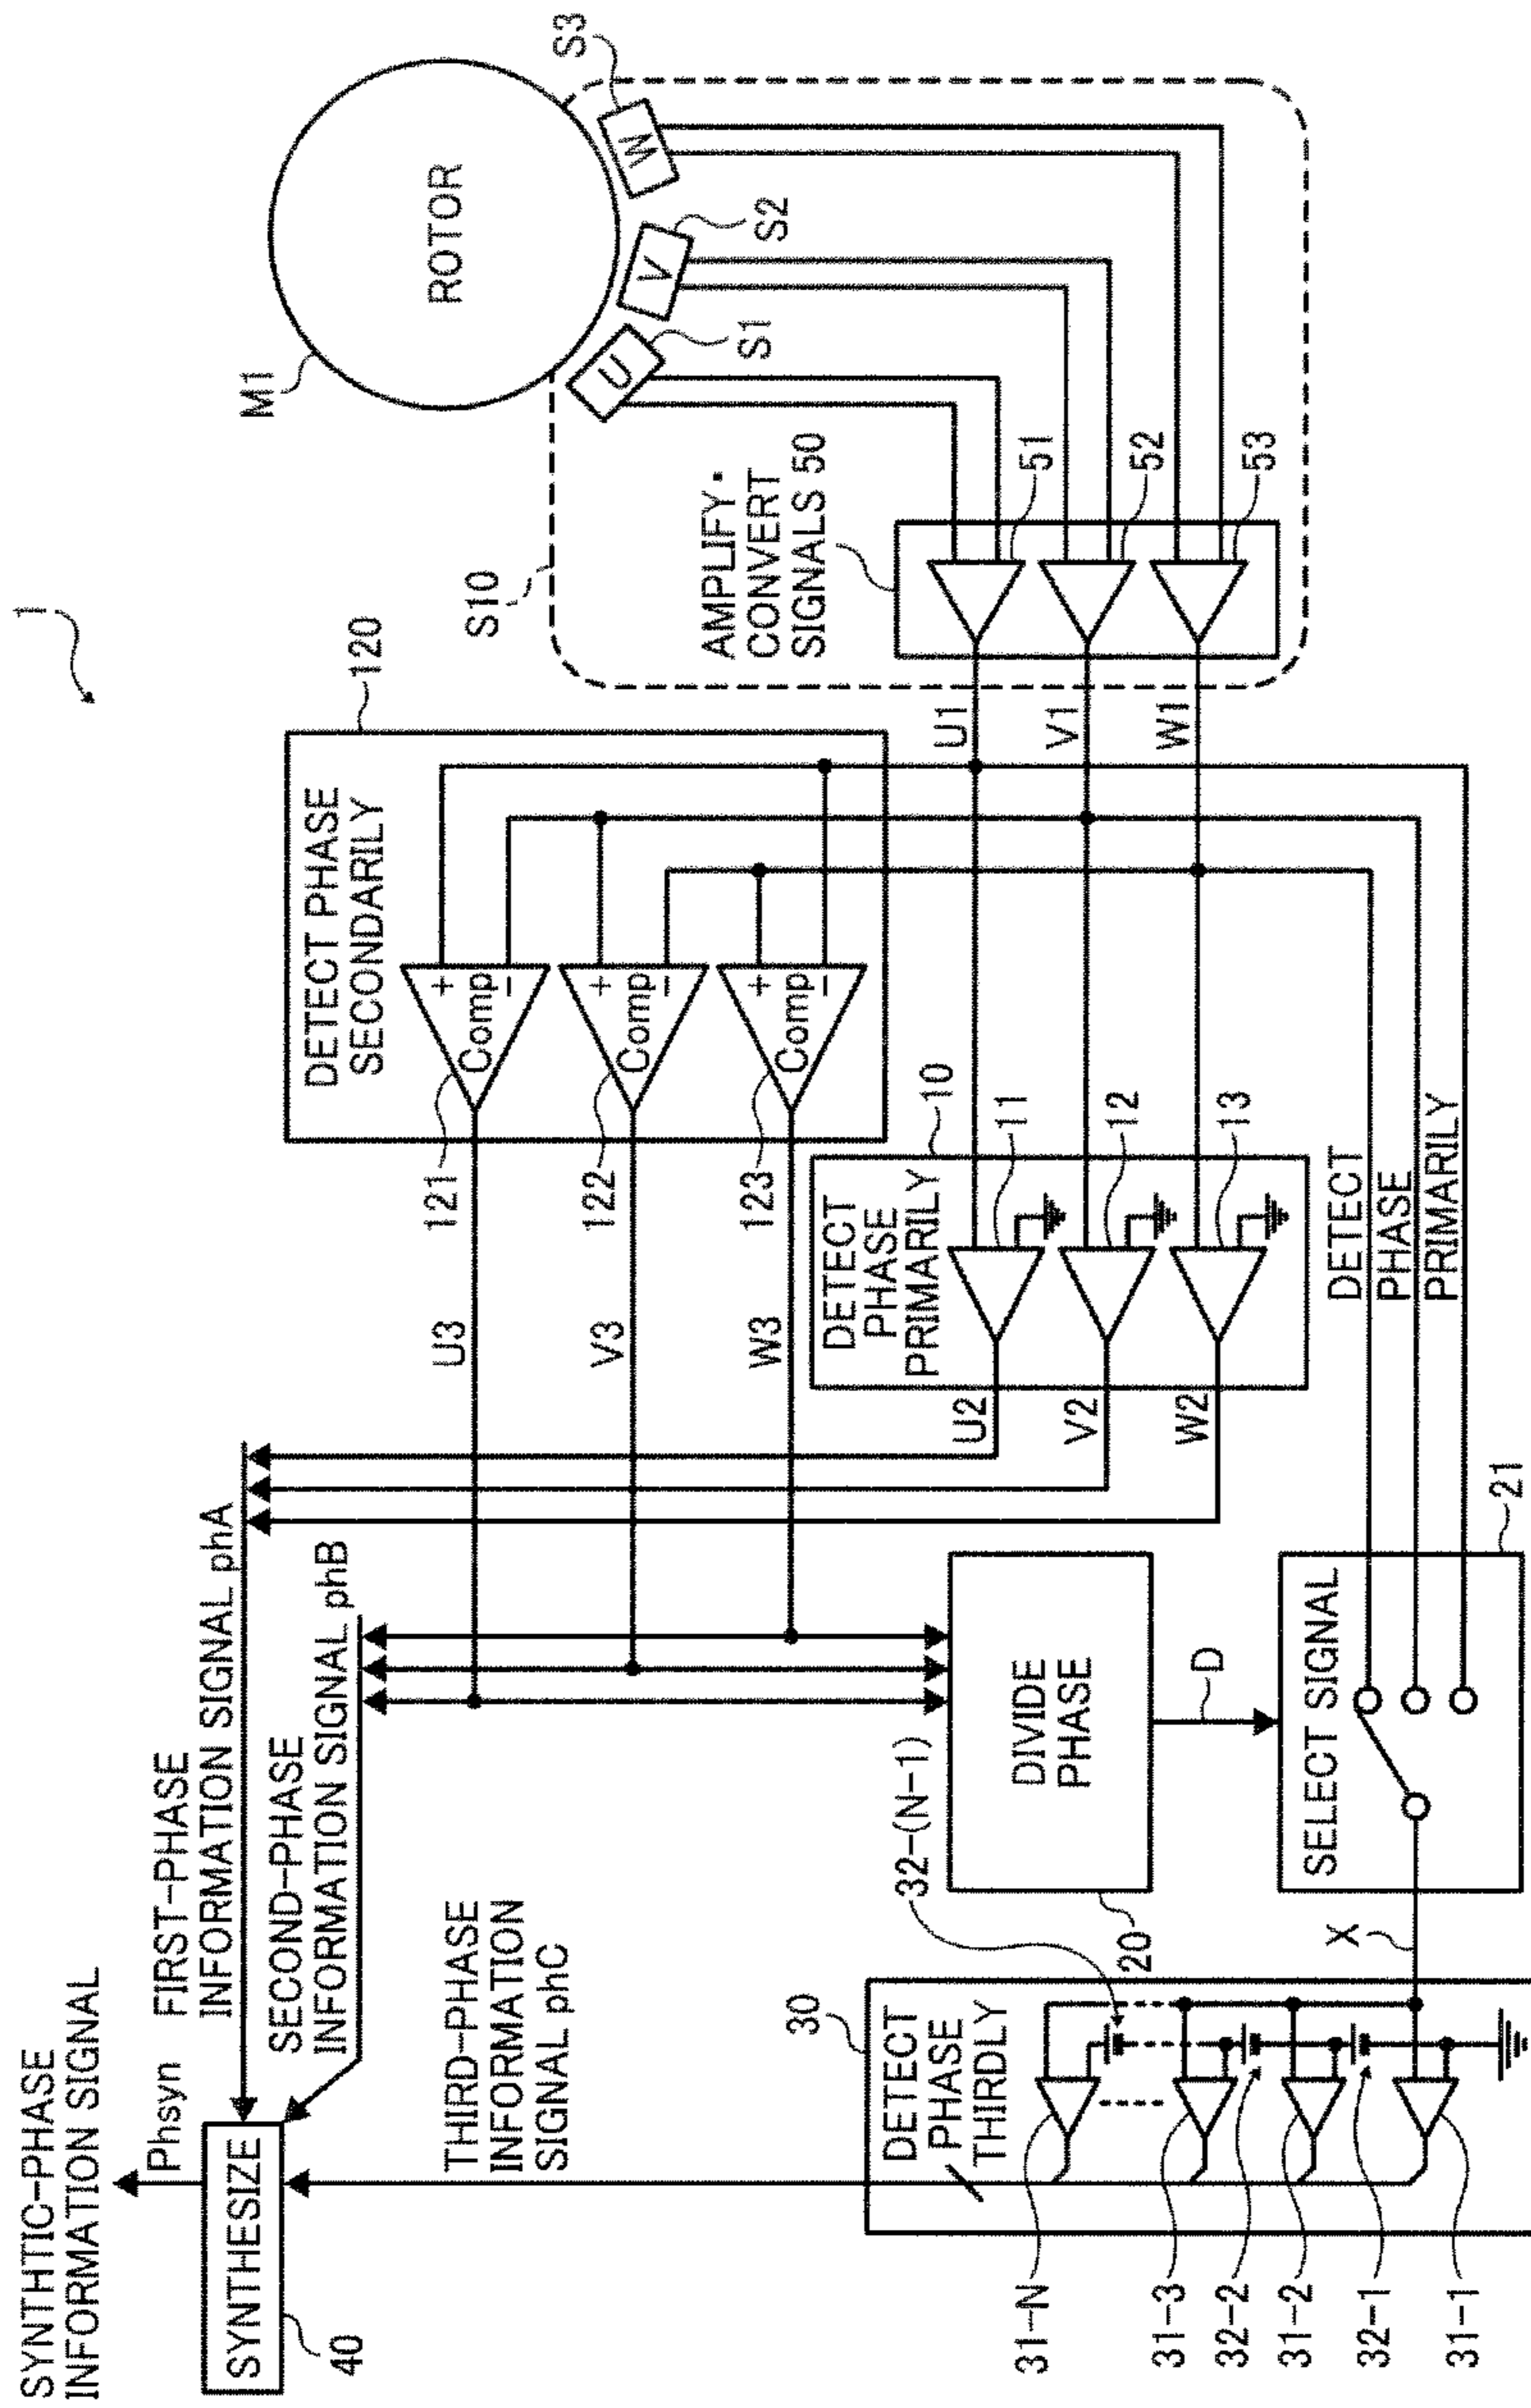 1
M1
ROTOR
U
V
W
S1
S2
S3
S10
AMPLIFY·
CONVERT
SIGNALS 50
51
52
53
U1
V1
W1
120
DETECT PHASE
SECONDARILY
+
Comp
−
+
Comp
−
+
Comp
−
121
122
123
U3
V3
W3
10
DETECT
PHASE
PRIMARILY
11
12
13
U2
V2
W2
DETECT
PHASE
PRIMARILY
FIRST-PHASE
INFORMATION SIGNAL phA
SECOND-PHASE
INFORMATION SIGNAL phB
DIVIDE
PHASE
20
D
21
SELECT SIGNAL
X
30
DETECT
PHASE
THIRDLY
32-(N-1)
31-N
31-3
32-2
31-2
32-1
31-1
THIRD-PHASE
INFORMATION
SIGNAL phC
SYNTHESIZE
40
Phsyn
SYNTHTIC-PHASE
INFORMATION SIGNAL